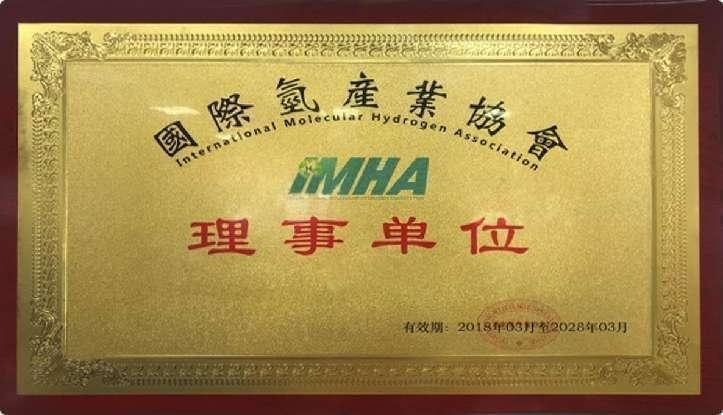 國際氫產業協會
International Molecular Hydrogen Association
IMHA
理事单位
有效期：2018年03月至2028年03月